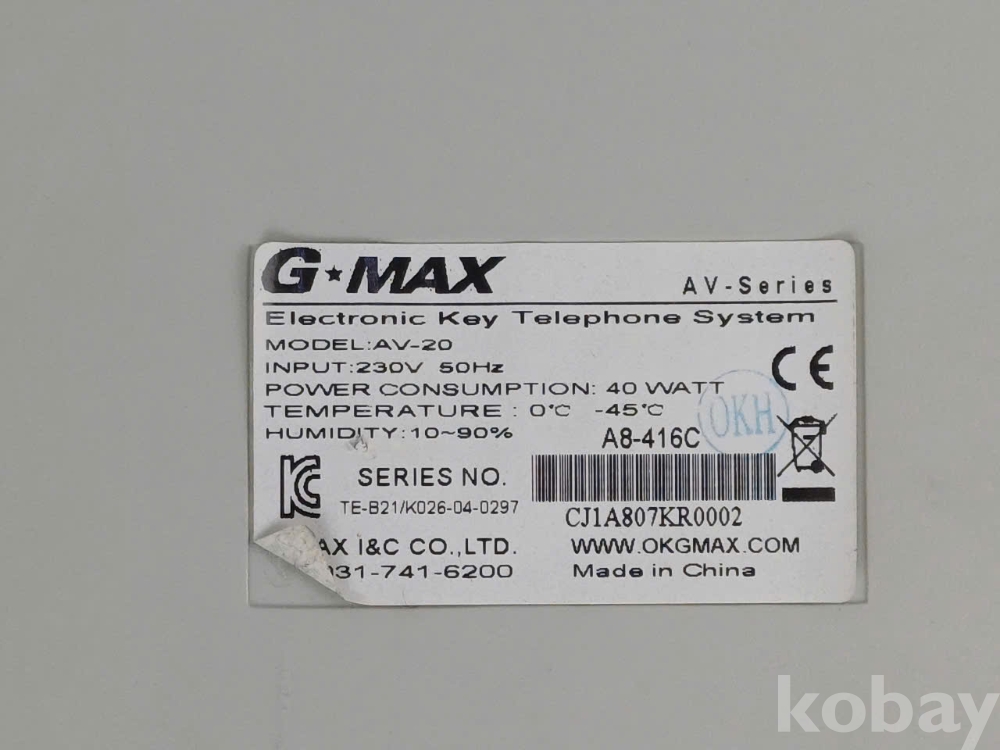 G★MAX
AV-Series
Electronic Key Telephone System
MODEL:AV-20
INPUT:230V 50Hz
POWER CONSUMPTION: 40 WATT
TEMPERATURE : 0°C -45°C
HUMIDITY:10~90%
CE
OKH
A8-416C
SERIES NO.
TE-B21/K026-04-0297
CJ1A807KR0002
AX I&C CO.,LTD.
WWW.OKGMAX.COM
031-741-6200
Made in China
kobay